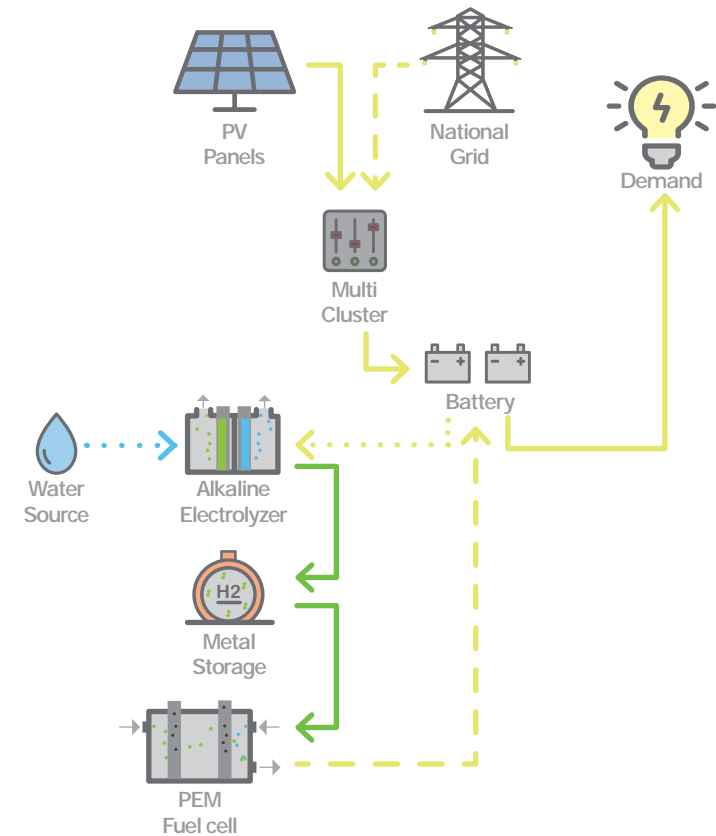 PV
Panels
National
Grid
Demand
Multi
Cluster
- +
- +
Battery
Water
Source
Alkaline
Electrolyzer
H2
Metal
Storage
PEM
Fuel cell